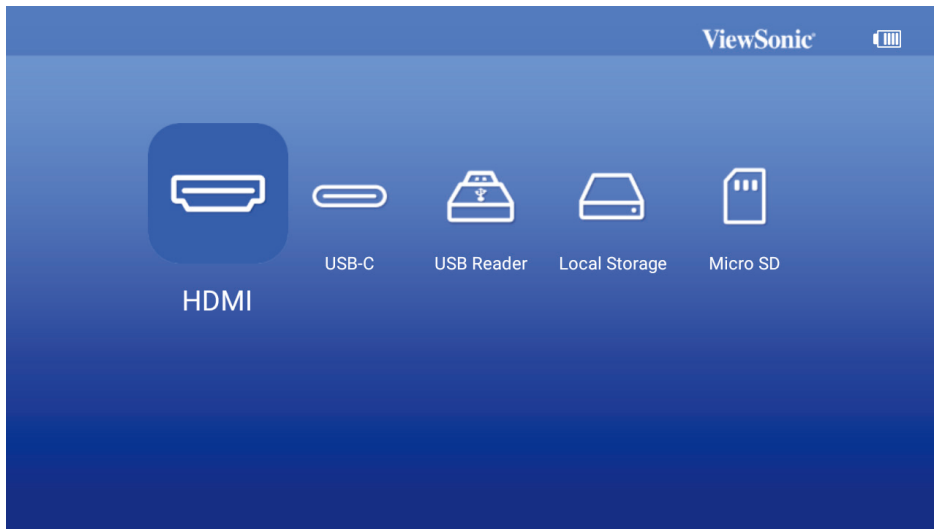 ViewSonic®
HDMI
USB-C
USB Reader
Local Storage
Micro SD